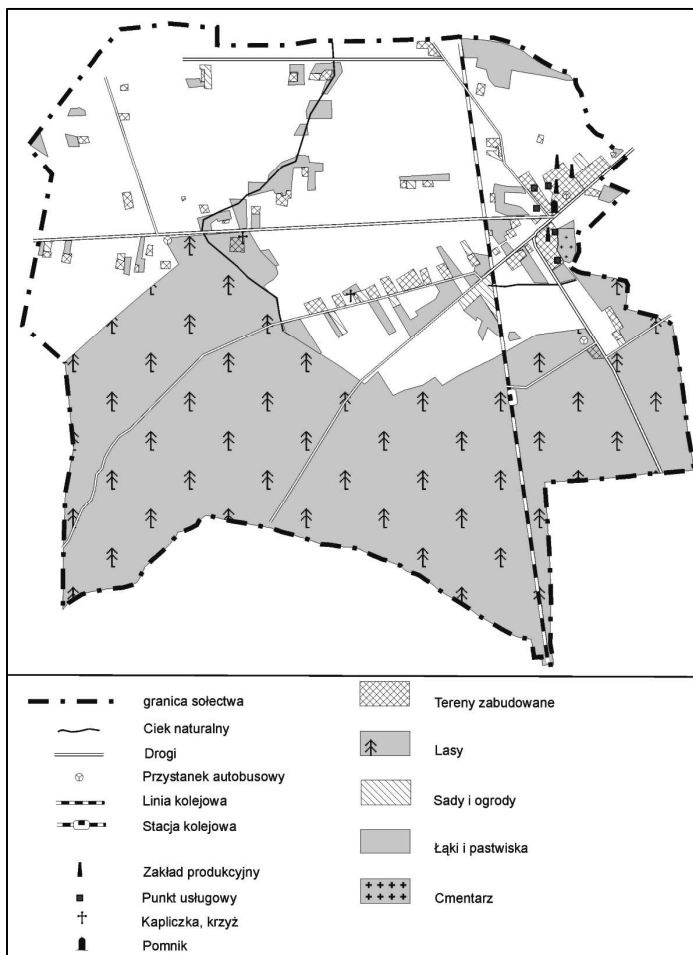 granica sołectwa
Ciek naturalny
Drogi
Przystanek autobusowy
Linia kolejowa
Stacja kolejowa
Zakład produkcyjny
Punkt usługowy
Kapliczka, krzyż
Pomnik
Tereny zabudowane
Lasy
Sady i ogrody
Łąki i pastwiska
Cmentarz